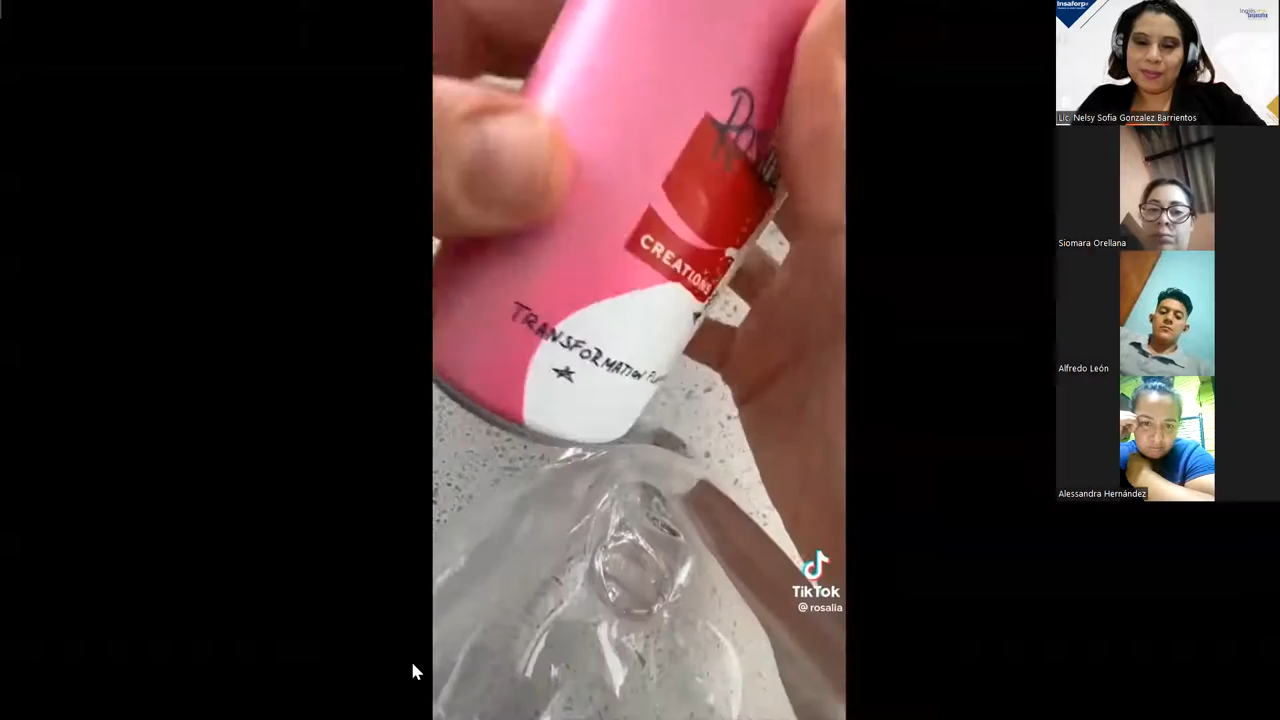 CREATIONS
TRANSFORMATION
TikTok
@rosalia
Insaforp
Lic. Nelsy Sofia Gonzalez Barrientos
Siomara Orellana
Alfredo León
Alessandra Hernández